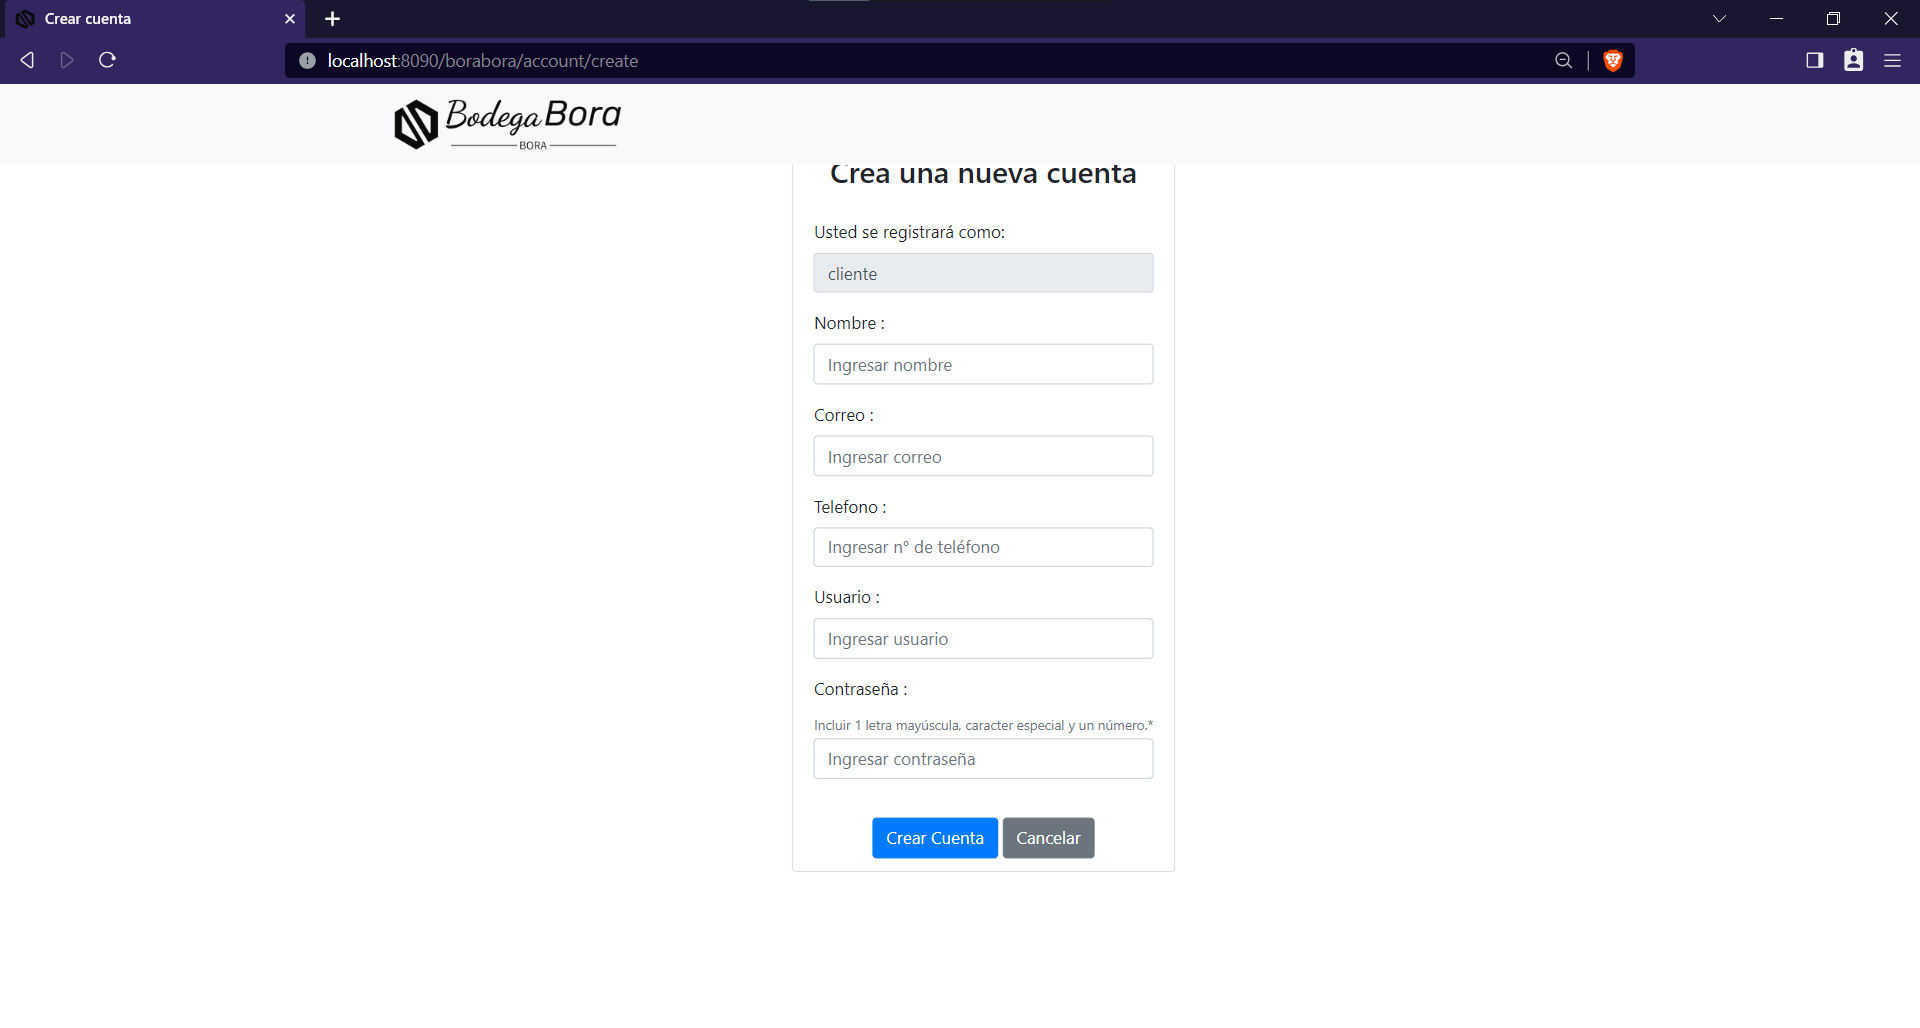 Crear cuenta
localhost:8090/borabora/account/create
Bodega Bora
BORA
Crea una nueva cuenta
Usted se registrará como:
cliente
Nombre :
Ingresar nombre
Correo :
Ingresar correo
Telefono :
Ingresar n° de teléfono
Usuario :
Ingresar usuario
Contraseña :
Incluir 1 letra mayúscula, caracter especial y un número.*
Ingresar contraseña
Crear Cuenta Cancelar